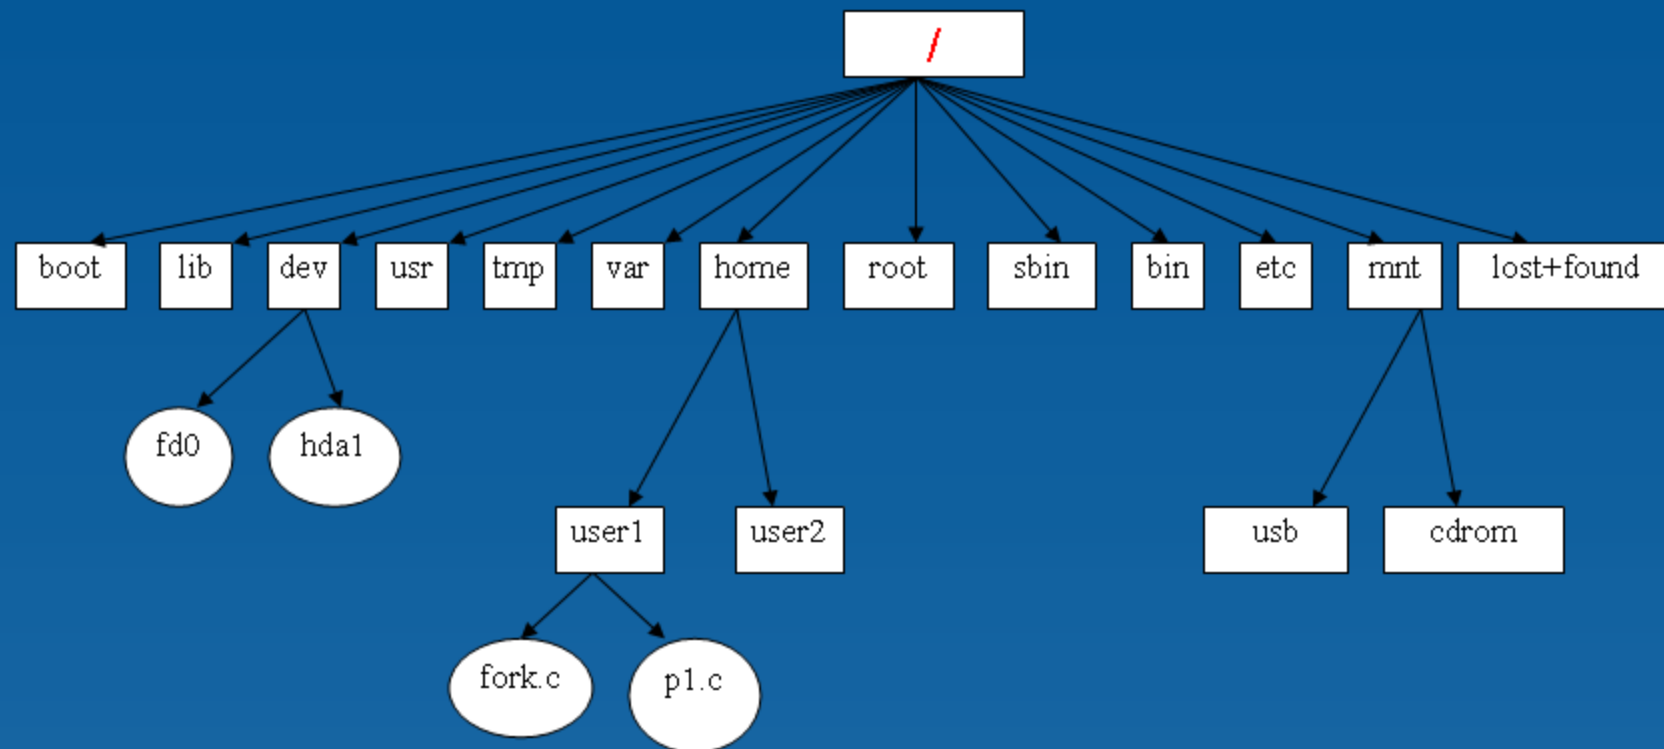 /
boot lib dev usr tmp var home root sbin bin etc mnt lost+found
fd0 hda1
user1 user2 usb cdrom
fork.c p1.c